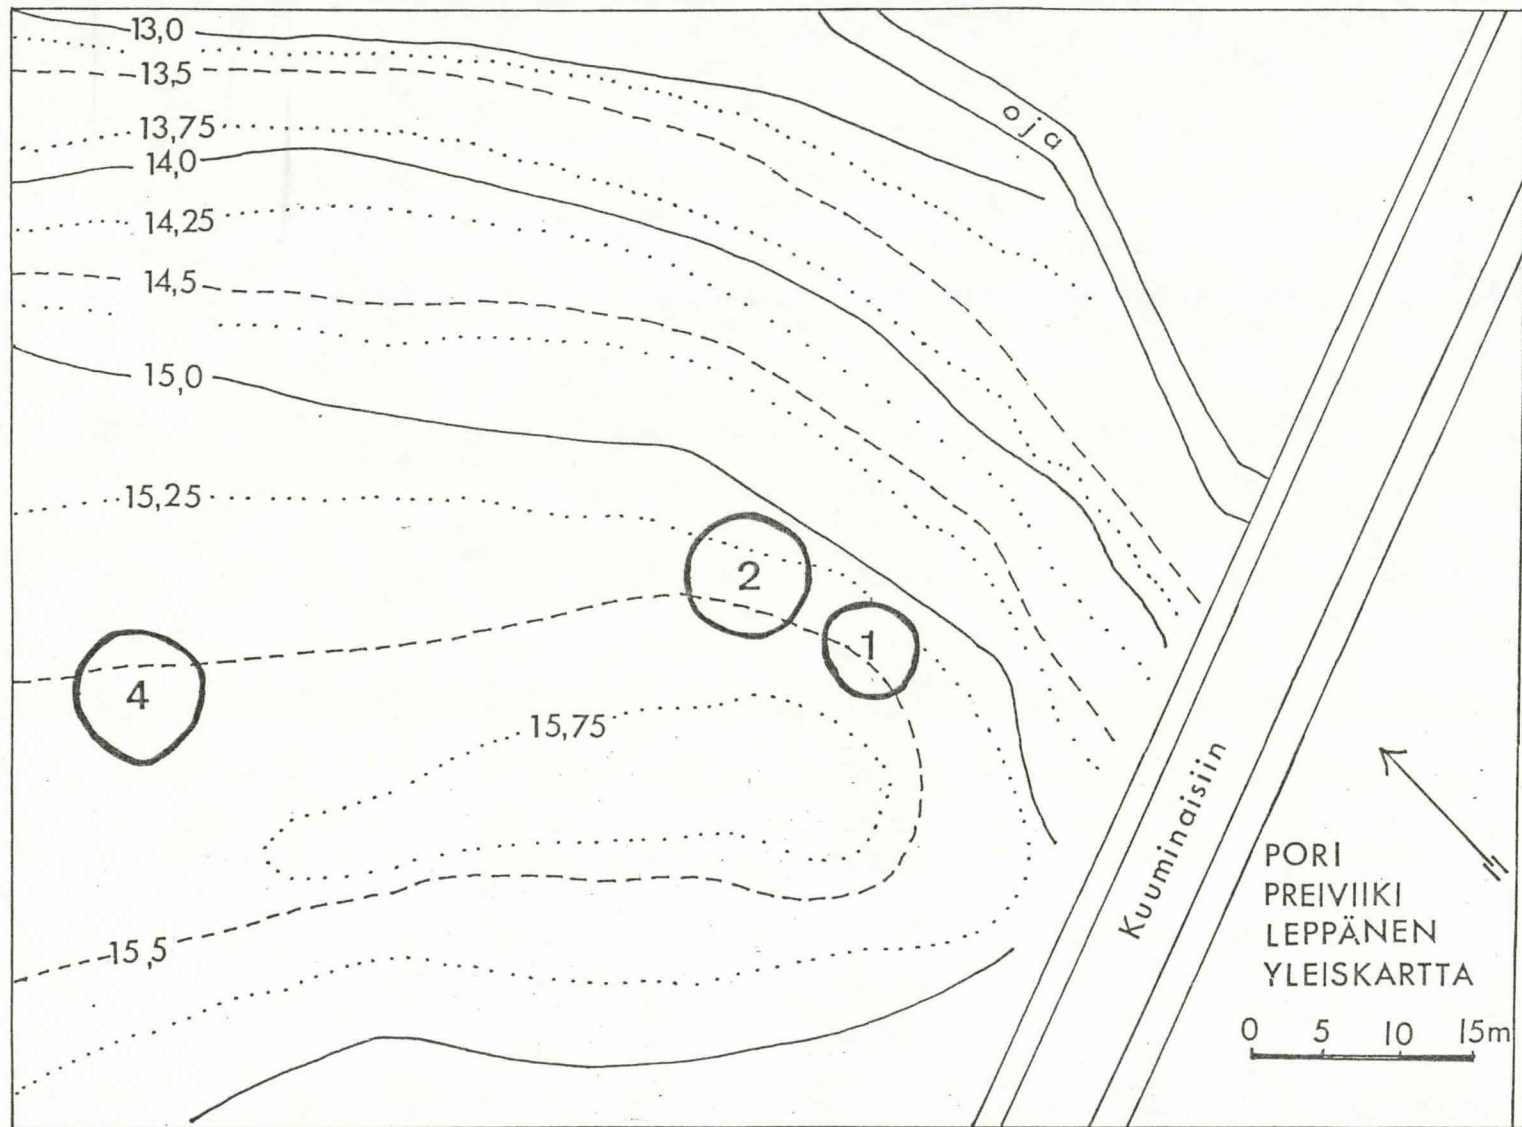 13,0
13,5
13,75
14,0
14,25
14,5
15,0
15,25
15,75
15,5
oja
2
1
4
Kuuminaisiin
PORI
PREIVIIKI
LEPPÄNEN
YLEISKARTTA
0 5 10 15m